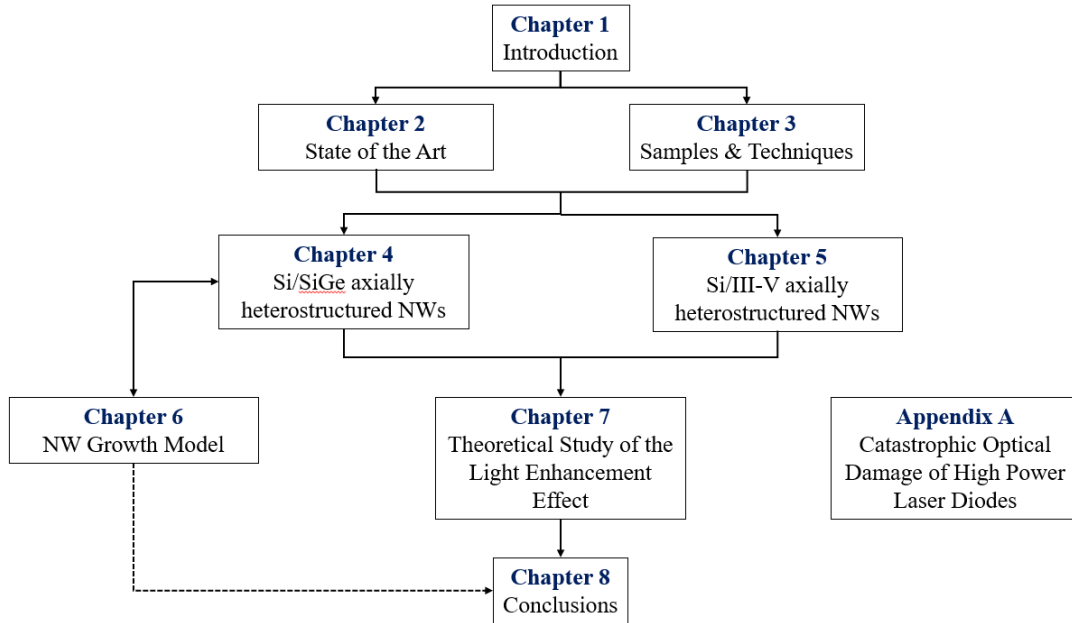 Chapter 1
Introduction
Chapter 2
State of the Art
Chapter 3
Samples & Techniques
Chapter 4
Si/SiGe axially
heterostructured NWs
Chapter 5
Si/III-V axially
heterostructured NWs
Chapter 6
NW Growth Model
Chapter 7
Theoretical Study of the
Light Enhancement
Effect
Appendix A
Catastrophic Optical
Damage of High Power
Laser Diodes
Chapter 8
Conclusions